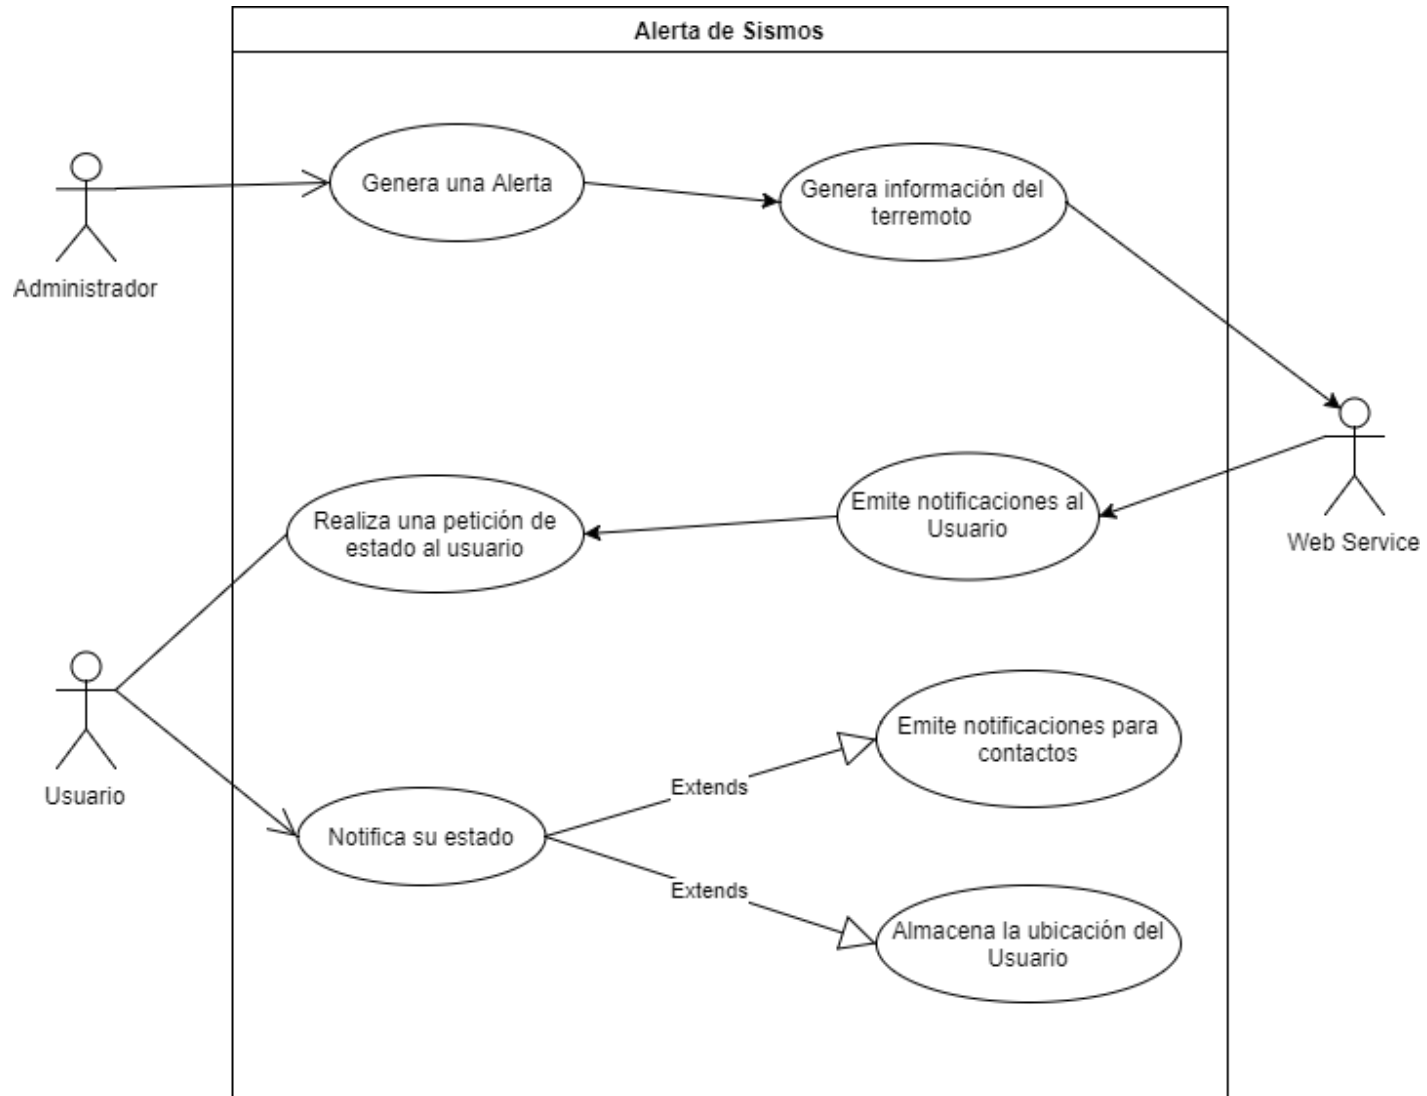 Alerta de Sismos
Genera una Alerta
Genera información del
terremoto
Administrador
Emite notificaciones al
Usuario
Realiza una petición de
estado al usuario
Web Service
Emite notificaciones para
contactos
Extends
Usuario
Notifica su estado
Extends
Almacena la ubicación del
Usuario